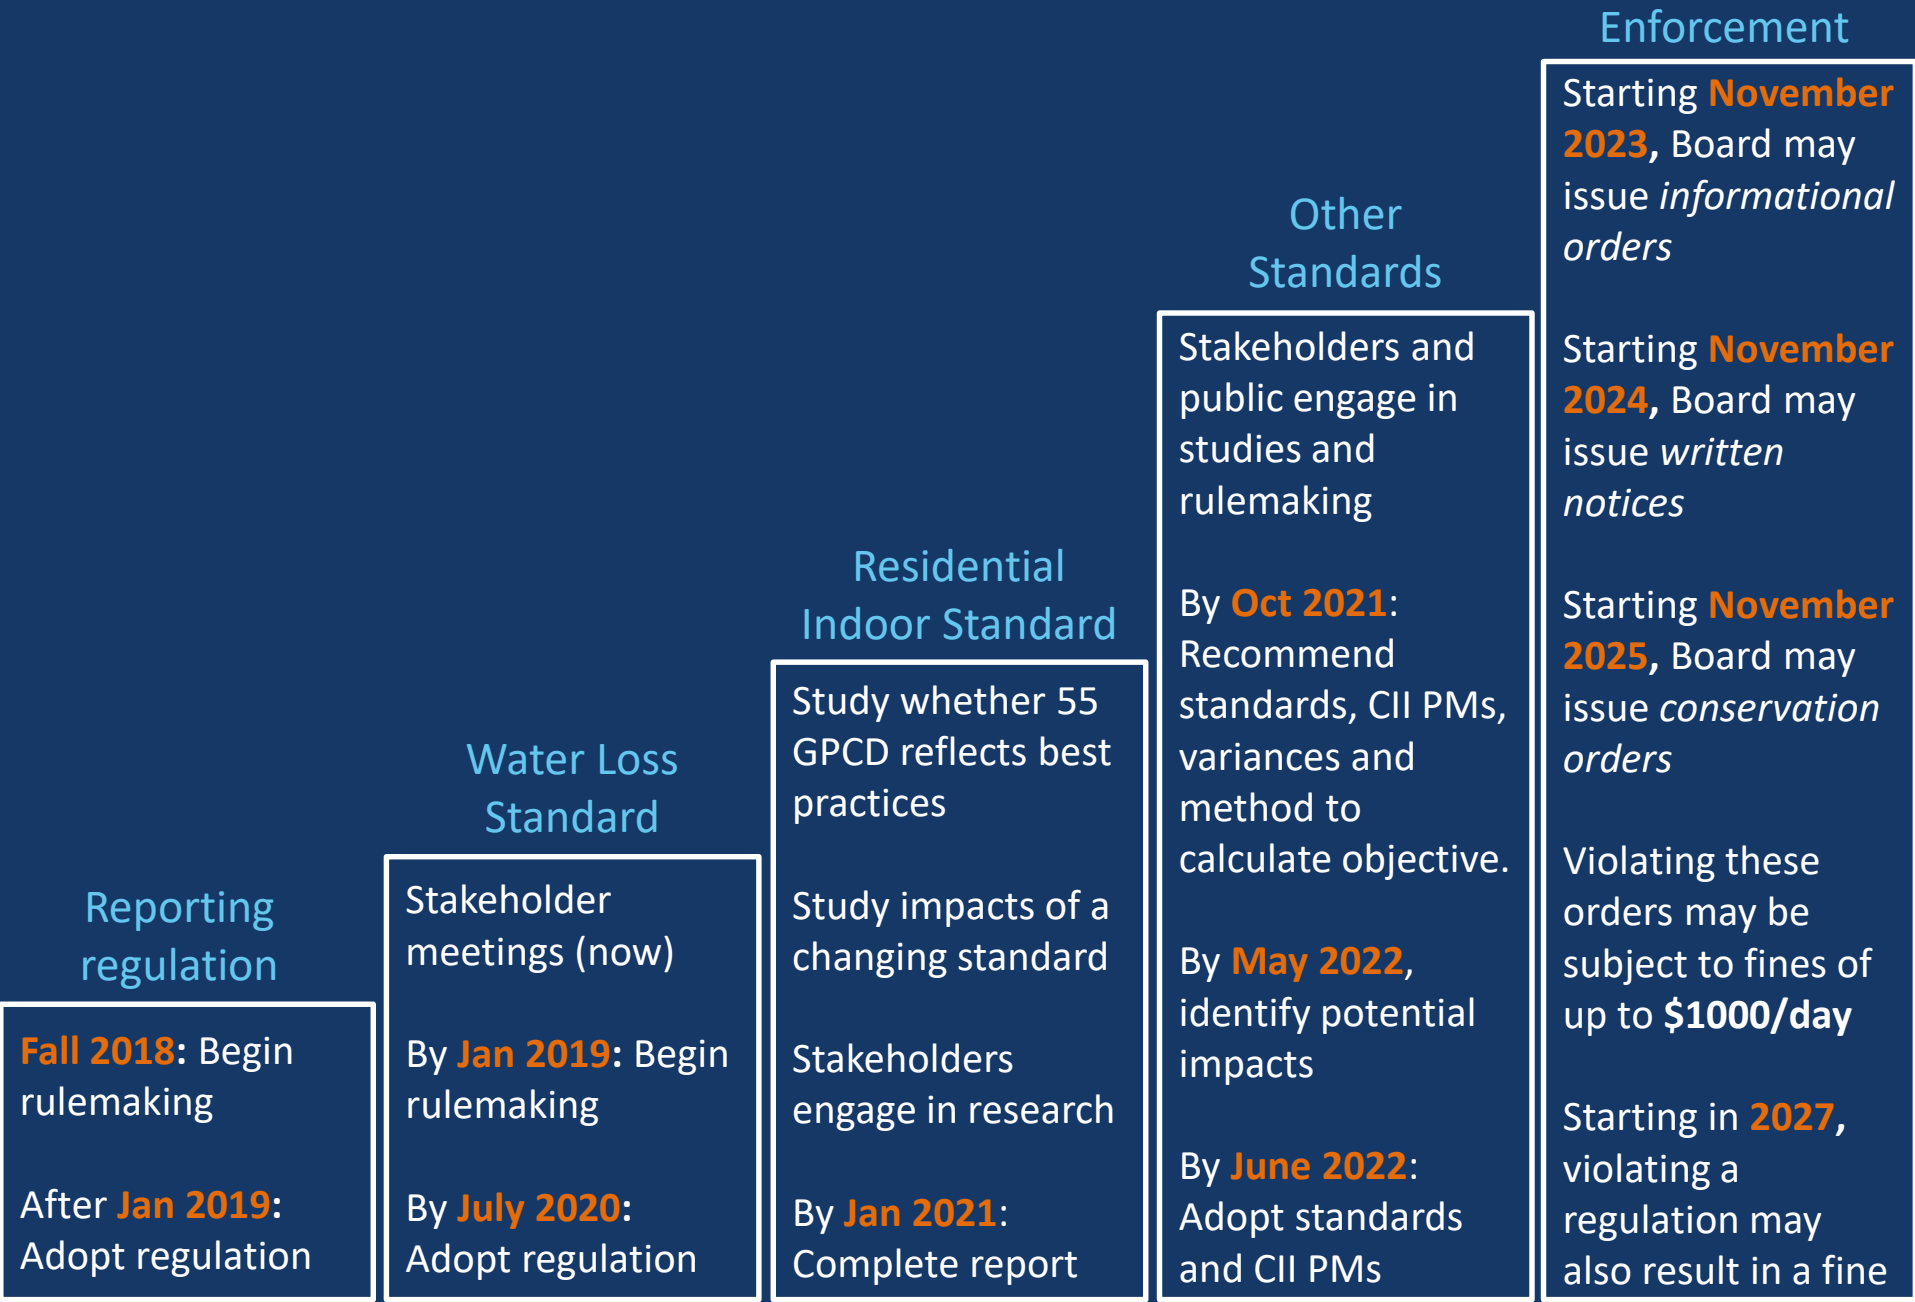 Reporting
regulation
Fall 2018: Begin
rulemaking
After Jan 2019:
Adopt regulation
Water Loss
Standard
Stakeholder
meetings (now)
By Jan 2019: Begin
rulemaking
By July 2020:
Adopt regulation
Residential
Indoor Standard
Study whether 55
GPCD reflects best
practices
Study impacts of a
changing standard
Stakeholders
engage in research
By Jan 2021:
Complete report
Other
Standards
Stakeholders and
public engage in
studies and
rulemaking
By Oct 2021:
Recommend
standards, CII PMs,
variances and
method to
calculate objective.
By May 2022,
identify potential
impacts
By June 2022:
Adopt standards
and CII PMs
Enforcement
Starting November
2023, Board may
issue informational
orders
Starting November
2024, Board may
issue written
notices
Starting November
2025, Board may
issue conservation
orders
Violating these
orders may be
subject to fines of
up to $1000/day
Starting in 2027,
violating a
regulation may
also result in a fine